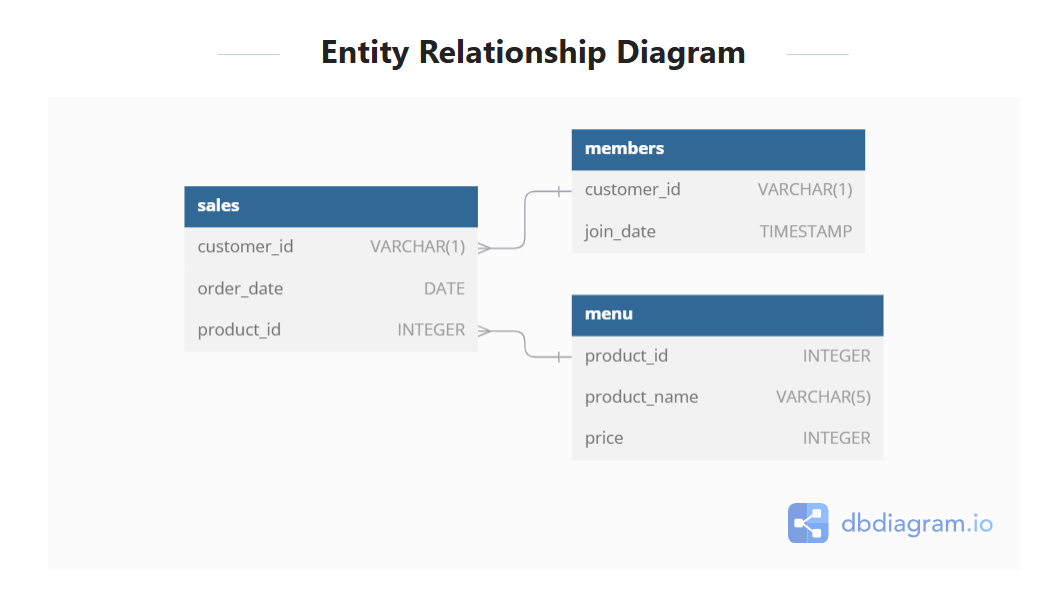 Entity Relationship Diagram
sales
customer_id VARCHAR(1)
order_date DATE
product_id INTEGER
members
customer_id VARCHAR(1)
join_date TIMESTAMP
menu
product_id INTEGER
product_name VARCHAR(5)
price INTEGER
dbdiagram.io